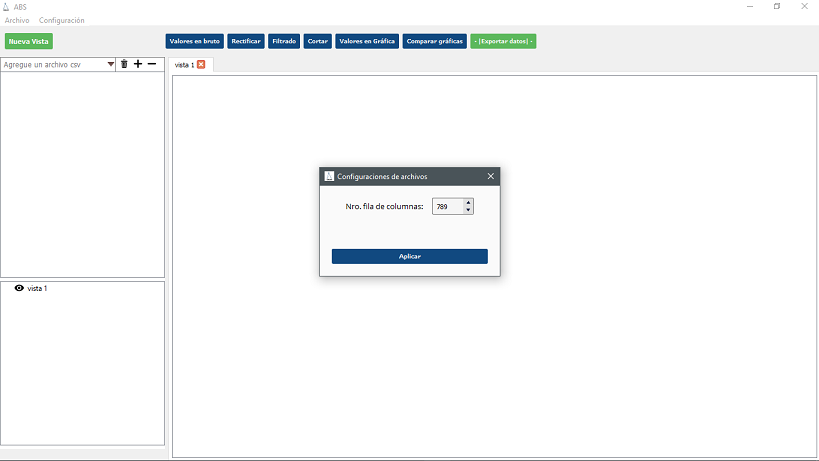 ABS
Archivo Configuración
Nueva Vista
Valores en bruto Rectificar Filtrado Cortar Valores en Gráfica Comparar gráficas - |Exportar datos| -
Agregue un archivo csv
vista 1
Configuraciones de archivos
Nro. fila de columnas: 789
Aplicar
vista 1